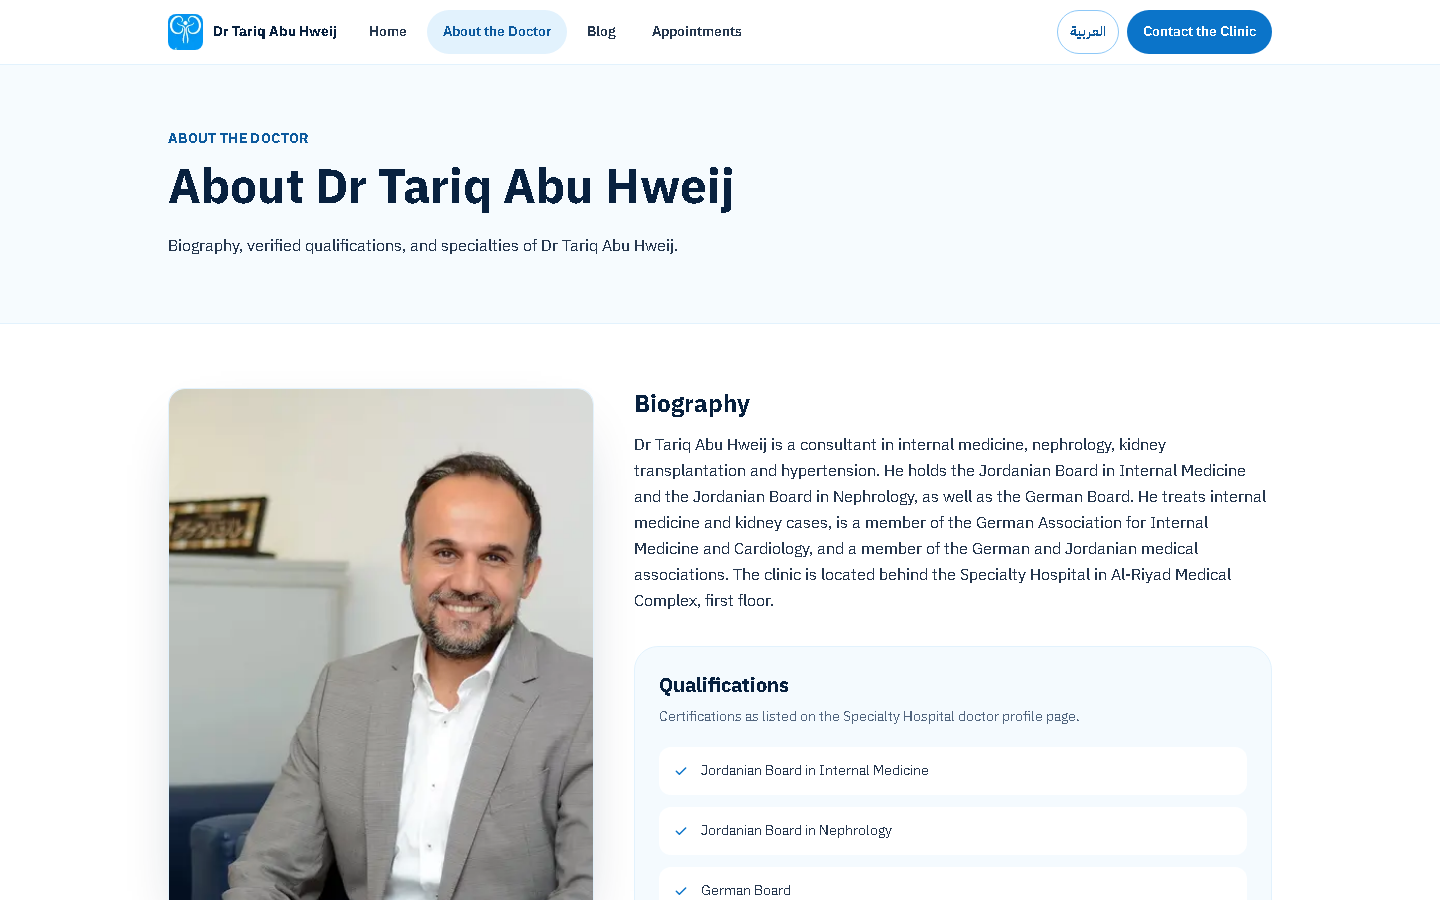 Dr Tariq Abu Hweij
Home
About the Doctor
Blog
Appointments
العربية
Contact the Clinic
ABOUT THE DOCTOR
About Dr Tariq Abu Hweij
Biography, verified qualifications, and specialties of Dr Tariq Abu Hweij.
Biography
Dr Tariq Abu Hweij is a consultant in internal medicine, nephrology, kidney
transplantation and hypertension. He holds the Jordanian Board in Internal Medicine
and the Jordanian Board in Nephrology, as well as the German Board. He treats internal
medicine and kidney cases, is a member of the German Association for Internal
Medicine and Cardiology, and a member of the German and Jordanian medical
associations. The clinic is located behind the Specialty Hospital in Al-Riyad Medical
Complex, first floor.
Qualifications
Certifications as listed on the Specialty Hospital doctor profile page.
Jordanian Board in Internal Medicine
Jordanian Board in Nephrology
German Board